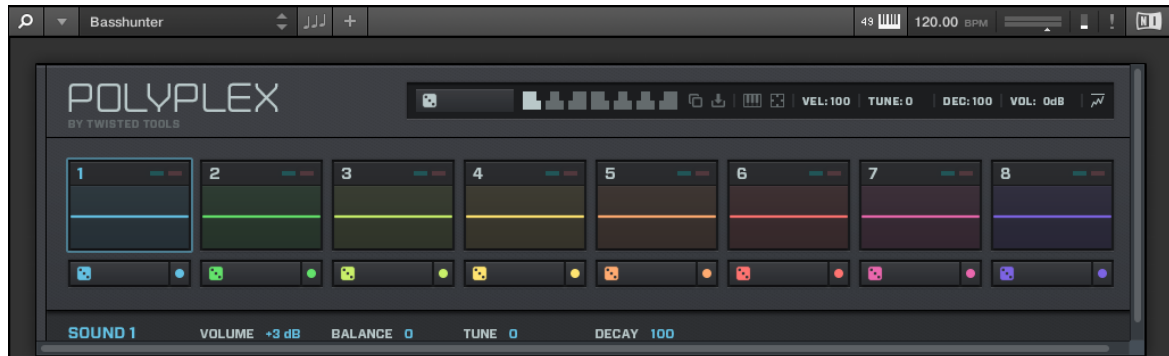 Basshunter 49 120.00 BPM ! NI
POLYPLEX
BY TWISTED TOOLS
VEL: 100 TUNE: 0 DEC: 100 VOL: 0dB
1 2 3 4 5 6 7 8
SOUND 1 VOLUME +3 dB BALANCE 0 TUNE 0 DECAY 100